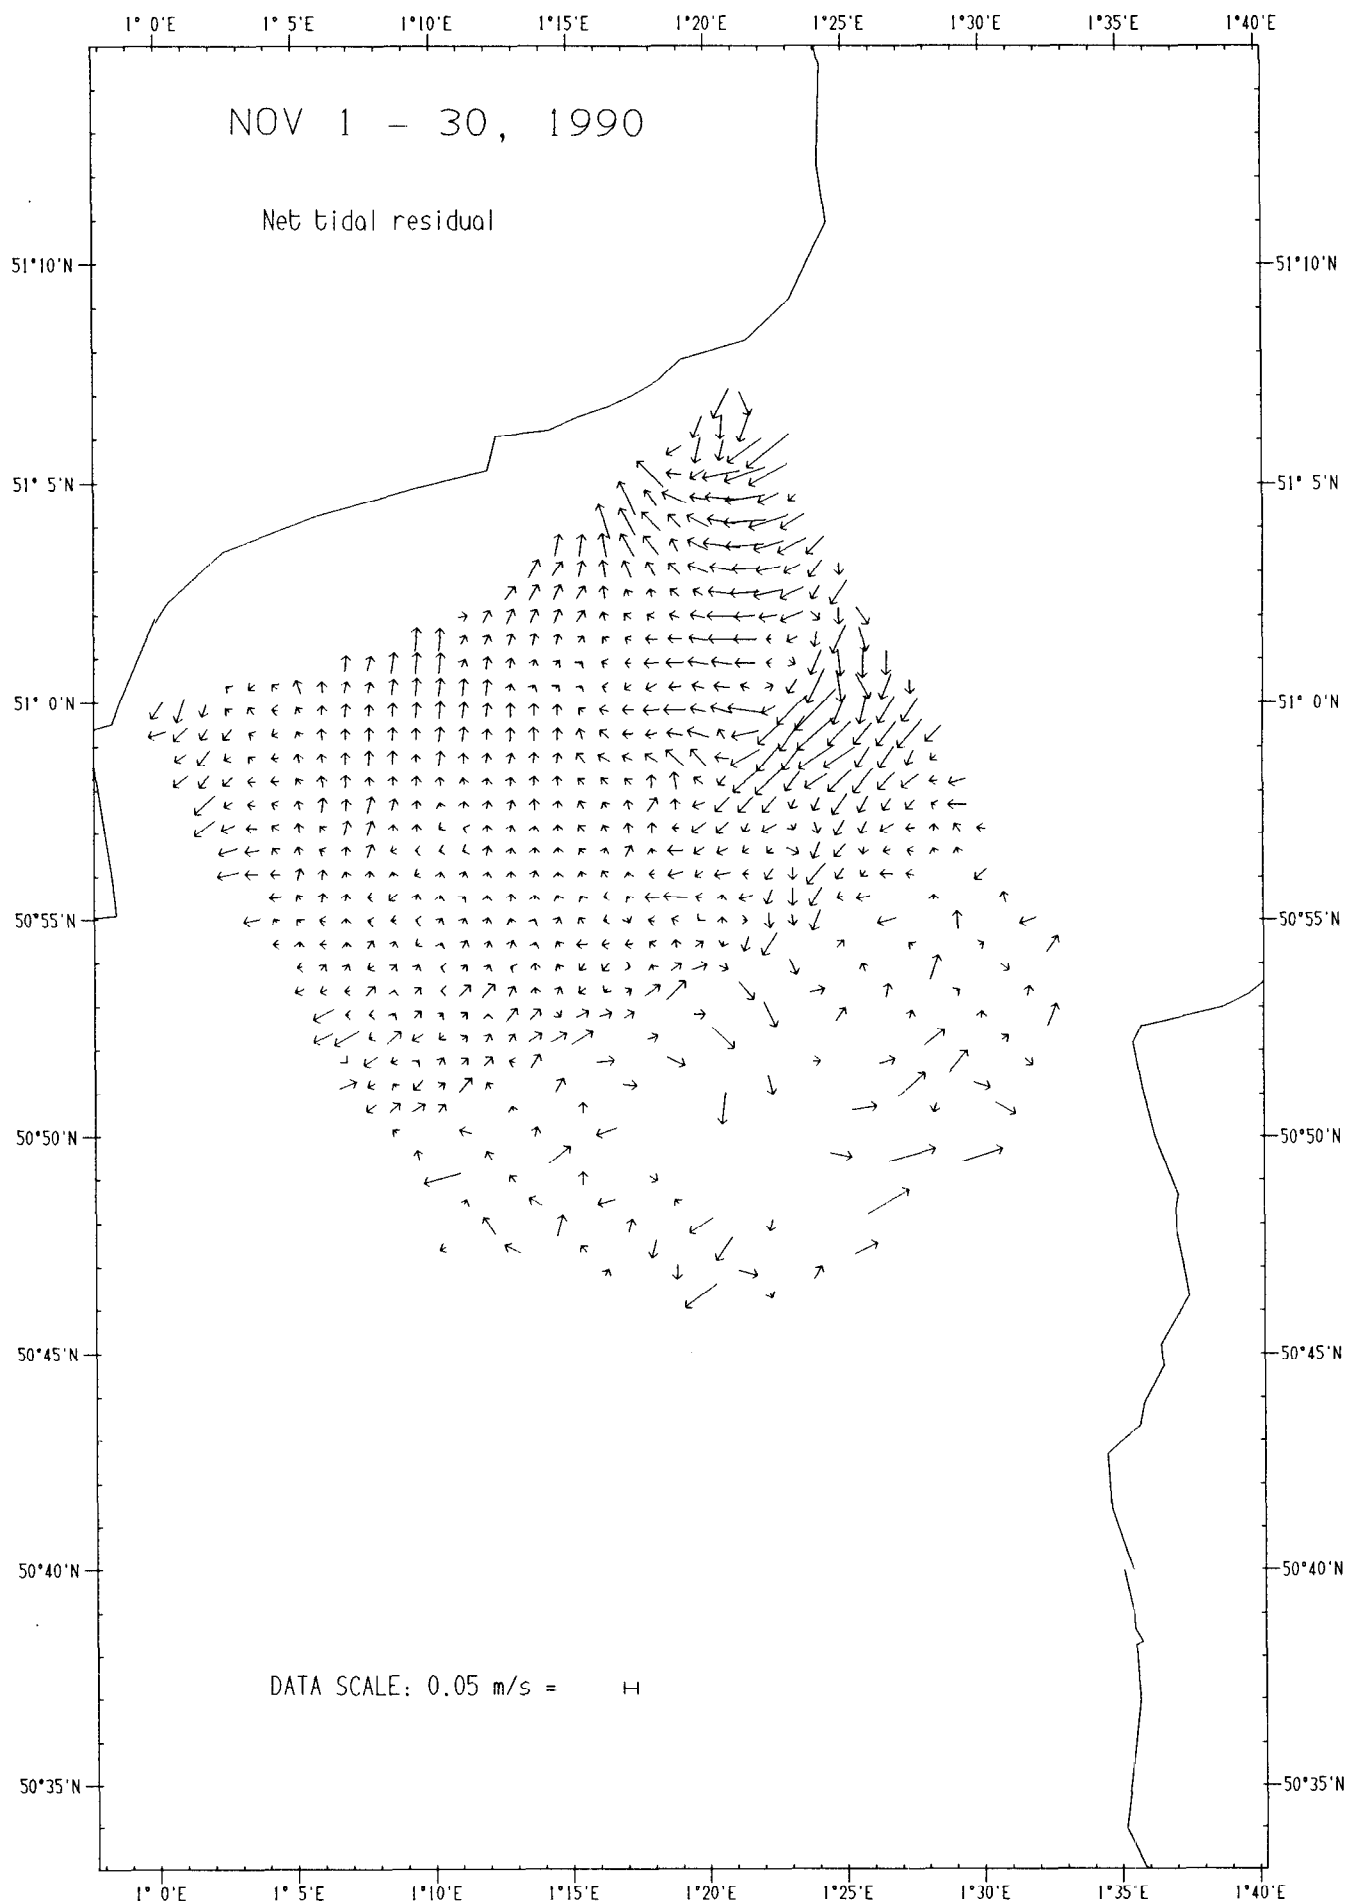 1° 0'E 1° 5'E 1°10'E 1°15'E 1°20'E 1°25'E 1°30'E 1°35'E 1°40'E
NOV 1 - 30, 1990
Net tidal residual
51°10'N 51°10'N
51° 5'N 51° 5'N
51° 0'N 51° 0'N
50°55'N 50°55'N
50°50'N 50°50'N
50°45'N 50°45'N
50°40'N 50°40'N
DATA SCALE: 0.05 m/s =
50°35'N 50°35'N
1° 0'E 1° 5'E 1°10'E 1°15'E 1°20'E 1°25'E 1°30'E 1°35'E 1°40'E